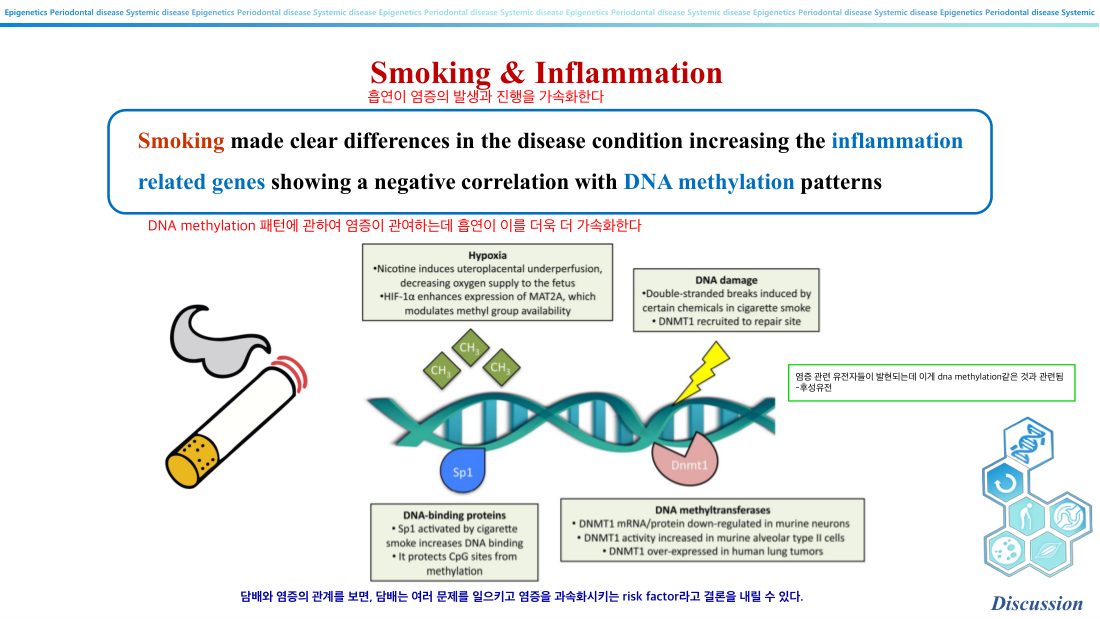 Epigenetics Periodontal disease Systemic disease Epigenetics Periodontal disease Systemic disease Epigenetics Periodontal disease Systemic disease Epigenetics Periodontal disease Systemic disease Epigenetics Periodontal disease Systemic disease Epigenetics Periodontal disease Systemic
Smoking & Inflammation
흡연이 염증의 발생과 진행을 가속화한다
Smoking made clear differences in the disease condition increasing the inflammation
related genes showing a negative correlation with DNA methylation patterns
DNA methylation 패턴에 관하여 염증이 관여하는데 흡연이 이를 더욱 더 가속화한다
Hypoxia
•Nicotine induces uteroplacental underperfusion,
decreasing oxygen supply to the fetus
•HIF-1α enhances expression of MAT2A, which
modulates methyl group availability
DNA damage
•Double-stranded breaks induced by
certain chemicals in cigarette smoke
• DNMT1 recruited to repair site
CH3
CH3
CH3
염증 관련 유전자들이 발현되는데 이게 dna methylation같은 것과 관련됨
-후성유전
Sp1
Dnmt1
DNA-binding proteins
• Sp1 activated by cigarette
smoke increases DNA binding
• It protects CpG sites from
methylation
DNA methyltransferases
• DNMT1 mRNA/protein down-regulated in murine neurons
• DNMT1 activity increased in murine alveolar type II cells
• DNMT1 over-expressed in human lung tumors
담배와 염증의 관계를 보면, 담배는 여러 문제를 일으키고 염증을 과속화시키는 risk factor라고 결론을 내릴 수 있다.
Discussion